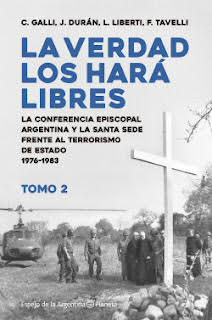 C. GALLI, J. DURÁN, L. LIBERTI, F. TAVELLI
LA VERDAD
LOS HARÁ
LIBRES
LA CONFERENCIA EPISCOPAL
ARGENTINA Y LA SANTA SEDE
FRENTE AL TERRORISMO
DE ESTADO
1976-1983
TOMO 2
Espejo de la Argentina Planeta